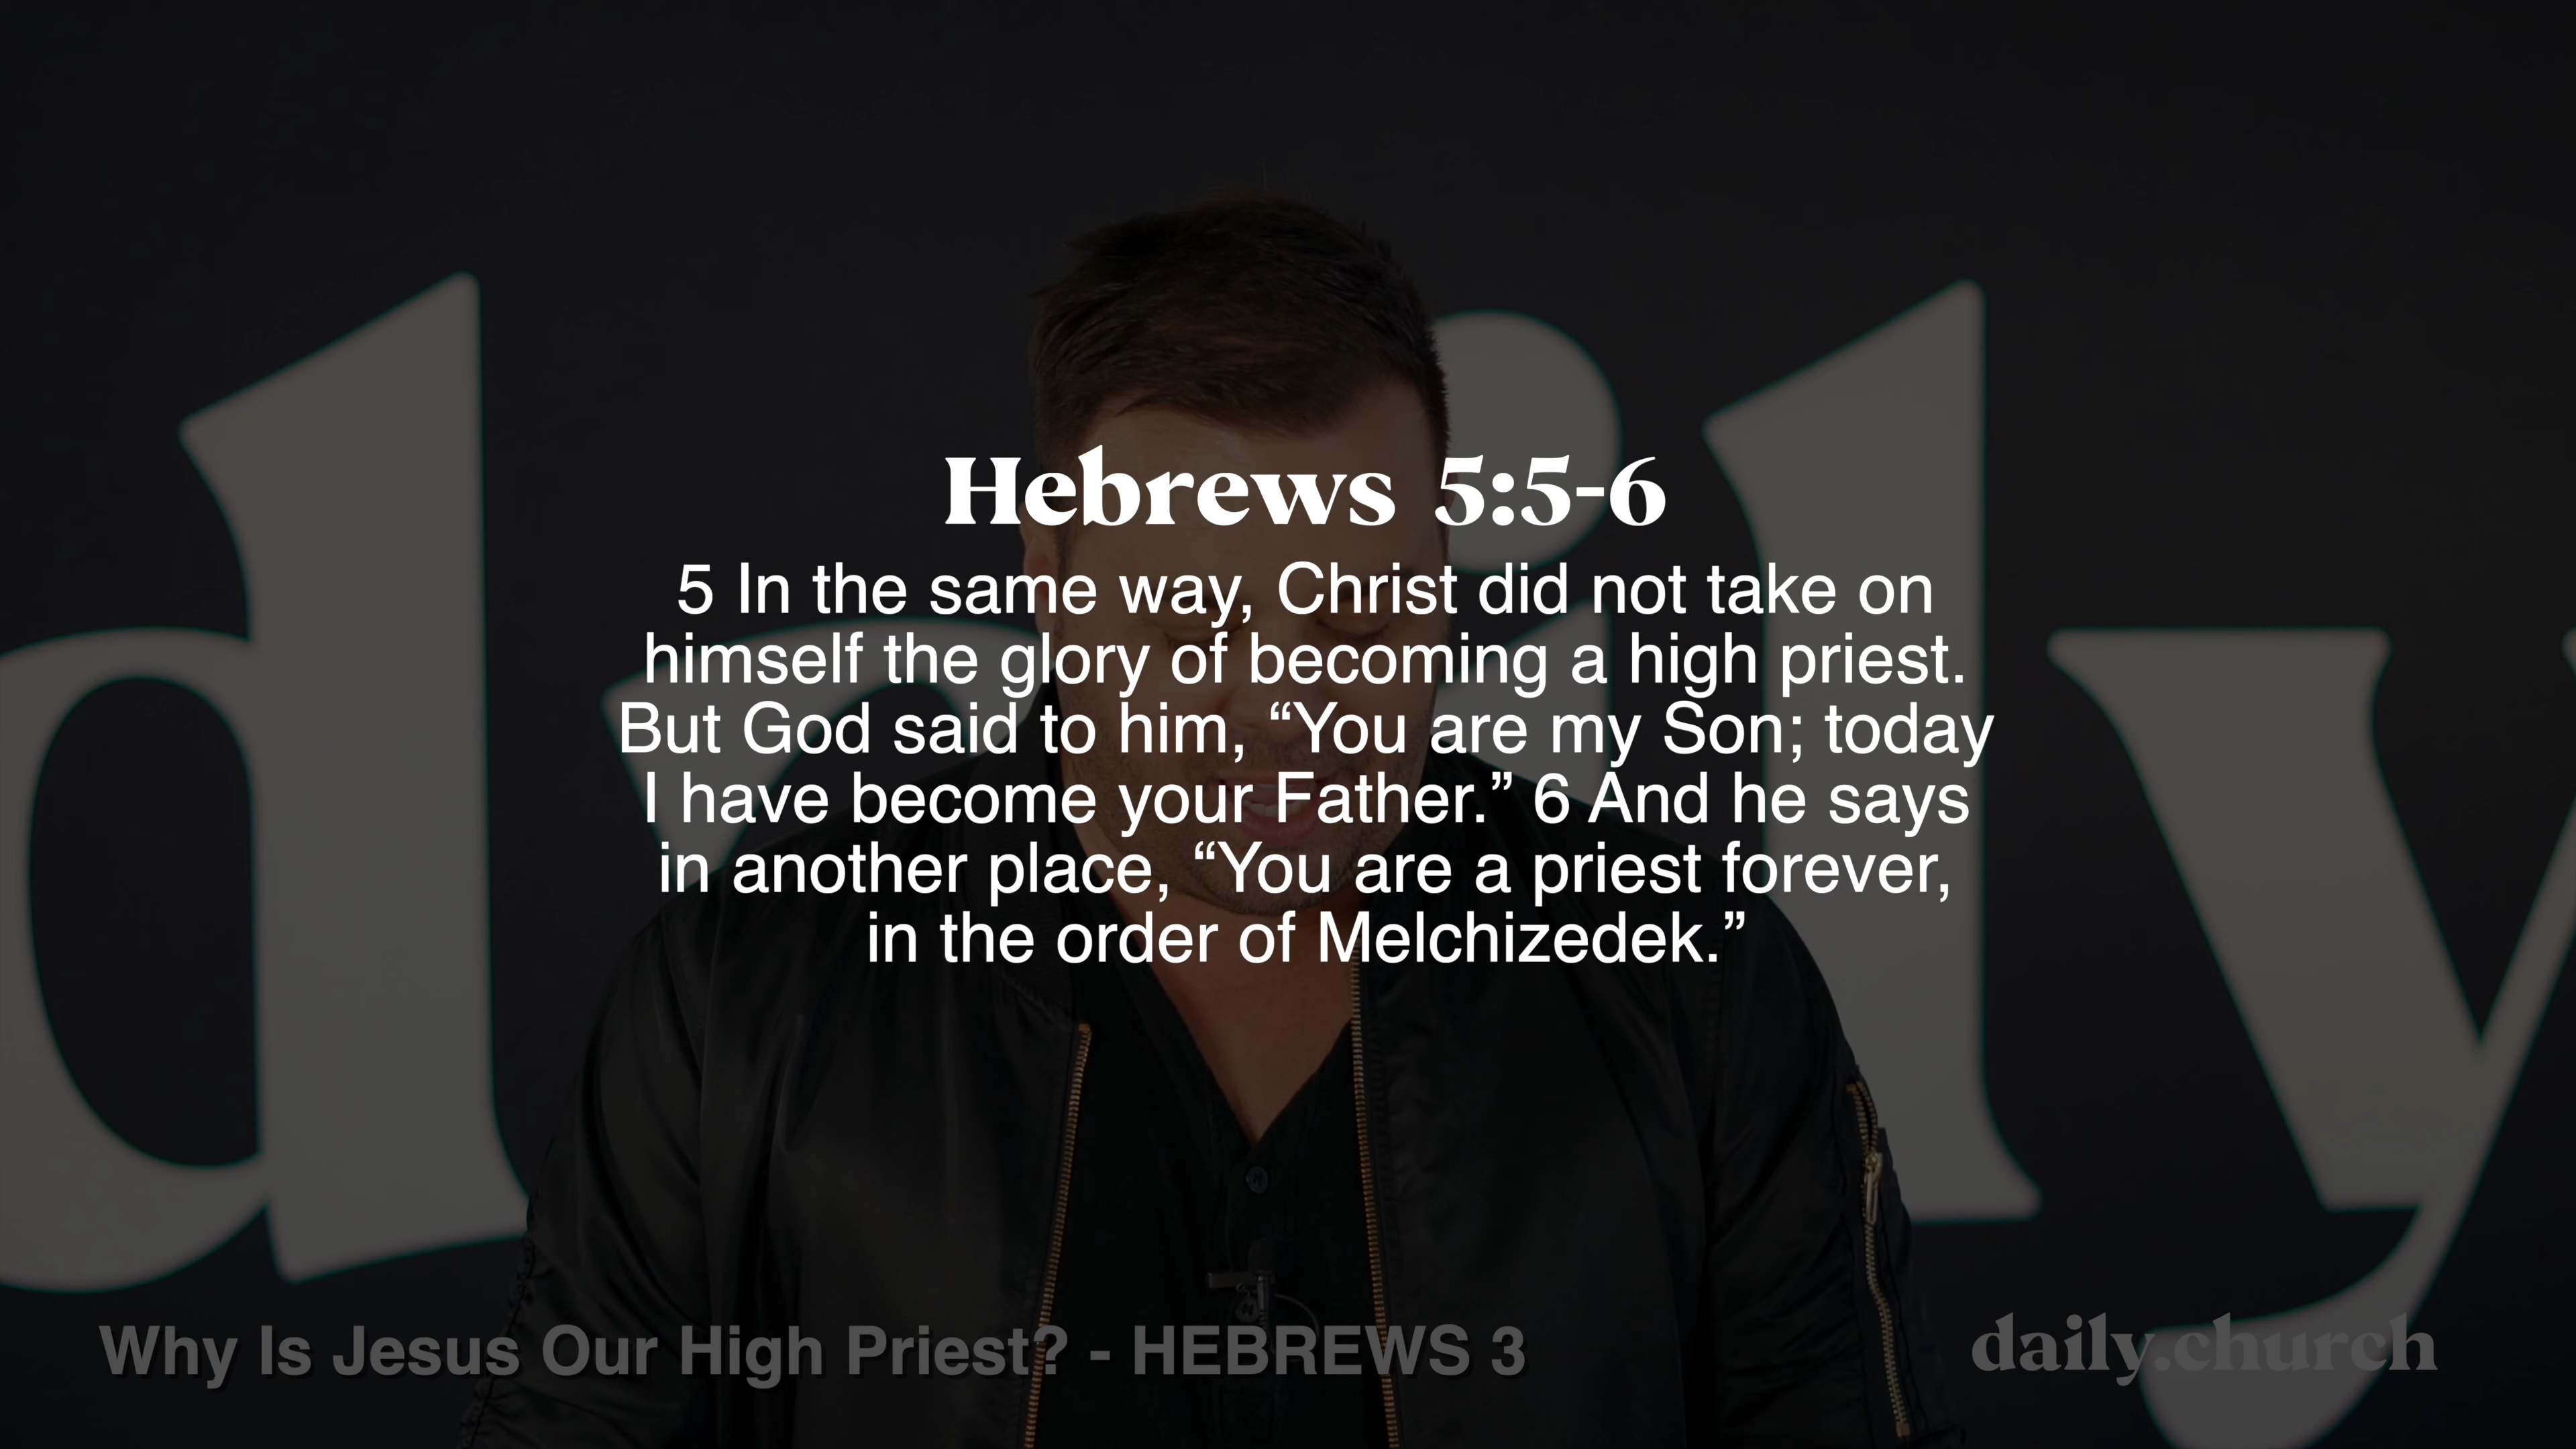 daily
Hebrews 5:5-6
5 In the same way, Christ did not take on
himself the glory of becoming a high priest.
But God said to him, “You are my Son; today
I have become your Father.” 6 And he says
in another place, “You are a priest forever,
in the order of Melchizedek.”
Why Is Jesus Our High Priest? - HEBREWS 3
daily.church